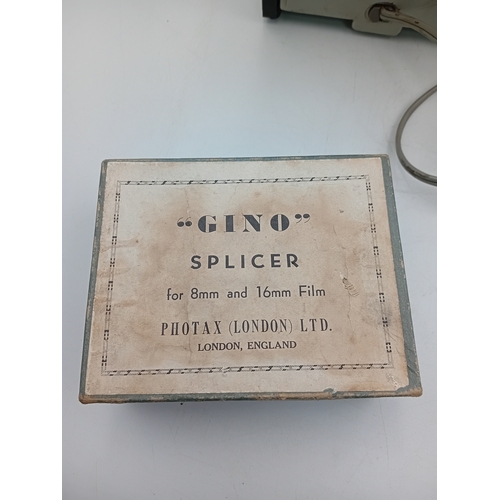 “GINO”
SPLICER
for 8mm and 16mm Film
PHOTAX (LONDON) LTD.
LONDON, ENGLAND